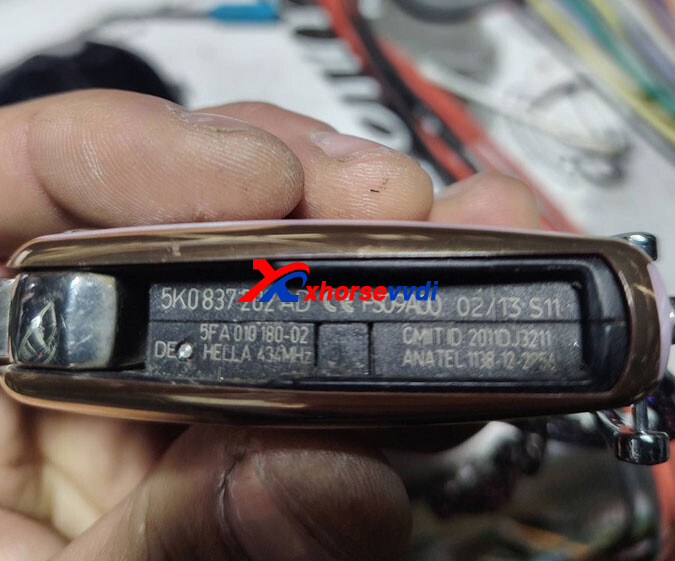 xhorsevvdi
5K0 837 202 AD 02/13 S11
5FA 010 180-02
DE HELLA 434MHz
CMIIT ID: 2011DJ3211
ANATEL 1138-12-2256